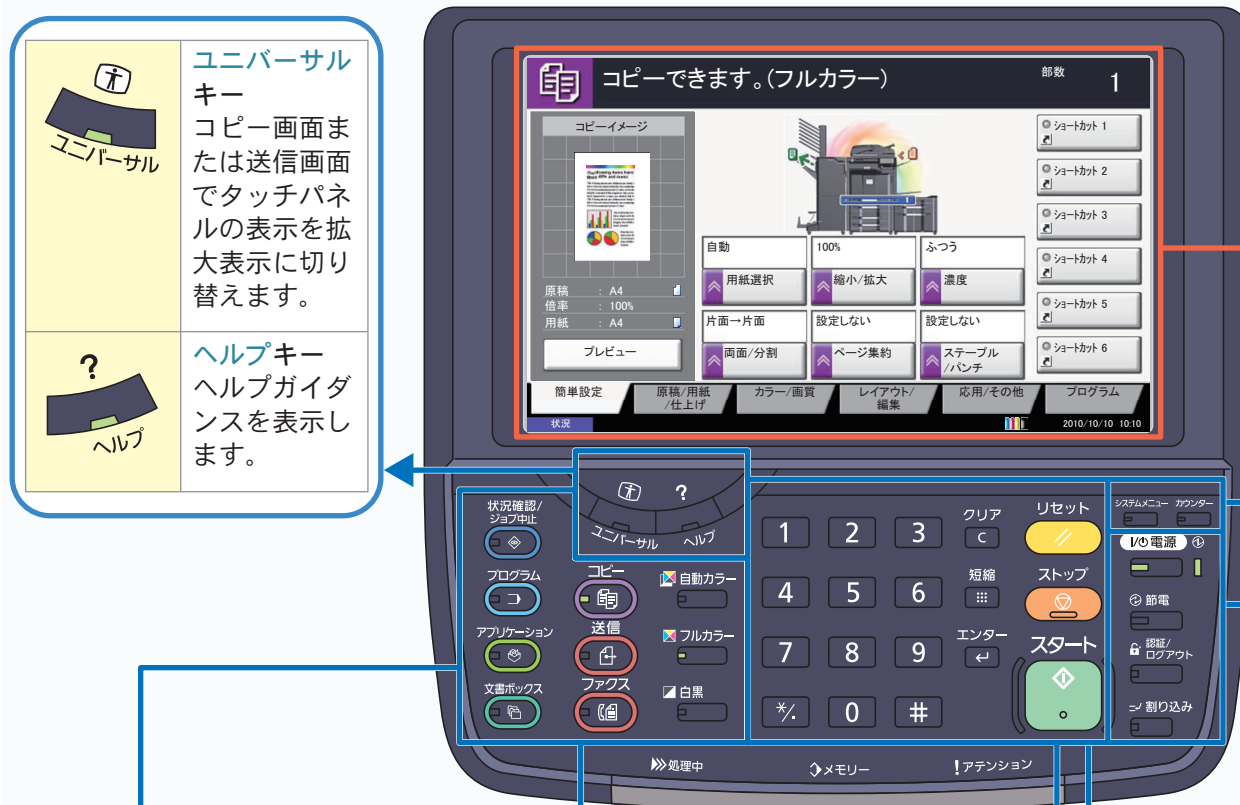 ユニバーサル
ユニバーサル
キー
コピー画面ま
たは送信画面
でタッチパネ
ルの表示を拡
大表示に切り
替えます。
?
ヘルプ
ヘルプキー
ヘルプガイダ
ンスを表示し
ます。
コピーできます。(フルカラー)
部数
1
コピーイメージ
原稿 : A4
倍率 : 100%
用紙 : A4
プレビュー
1
自動
用紙選択
100%
縮小/拡大
ふつう
濃度
片面→片面
両面/分割
設定しない
ページ集約
設定しない
ステープル
/パンチ
ショートカット 1
ショートカット 2
ショートカット 3
ショートカット 4
ショートカット 5
ショートカット 6
簡単設定
原稿/用紙
/仕上げ
カラー/画質
レイアウト/
編集
応用/その他
プログラム
状況
2010/10/10 10:10
?
ユニバーサル
ヘルプ
状況確認/
ジョブ中止
プログラム
アプリケーション
文書ボックス
コピー
送信
ファクス
自動カラー
フルカラー
白黒
1 2 3
4 5 6
7 8 9
*/. 0 #
クリア
C
短縮
エンター
リセット
ストップ
スタート
システムメニュー カウンター
電源
節電
認証/
ログアウト
割り込み
処理中
メモリー
!アテンション